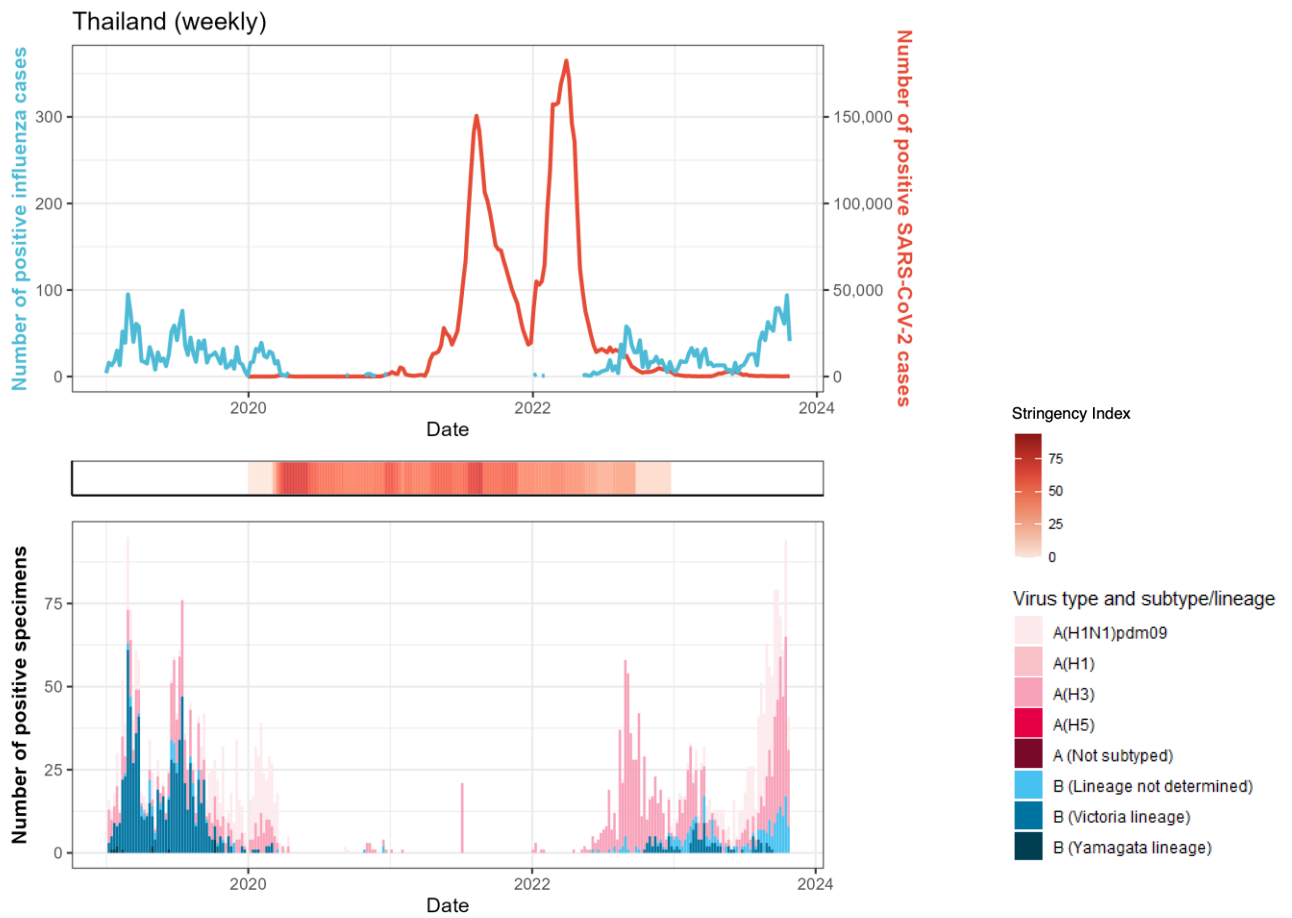 Thailand (weekly)
Number of positive influenza cases
300
200
100
0
150,000
100,000
50,000
0
Number of positive SARS-CoV-2 cases
2020
2022
2024
Date
Stringency Index
75
50
25
0
Number of positive specimens
75
50
25
0
2020
2022
2024
Date
Virus type and subtype/lineage
A(H1N1)pdm09
A(H1)
A(H3)
A(H5)
A (Not subtyped)
B (Lineage not determined)
B (Victoria lineage)
B (Yamagata lineage)